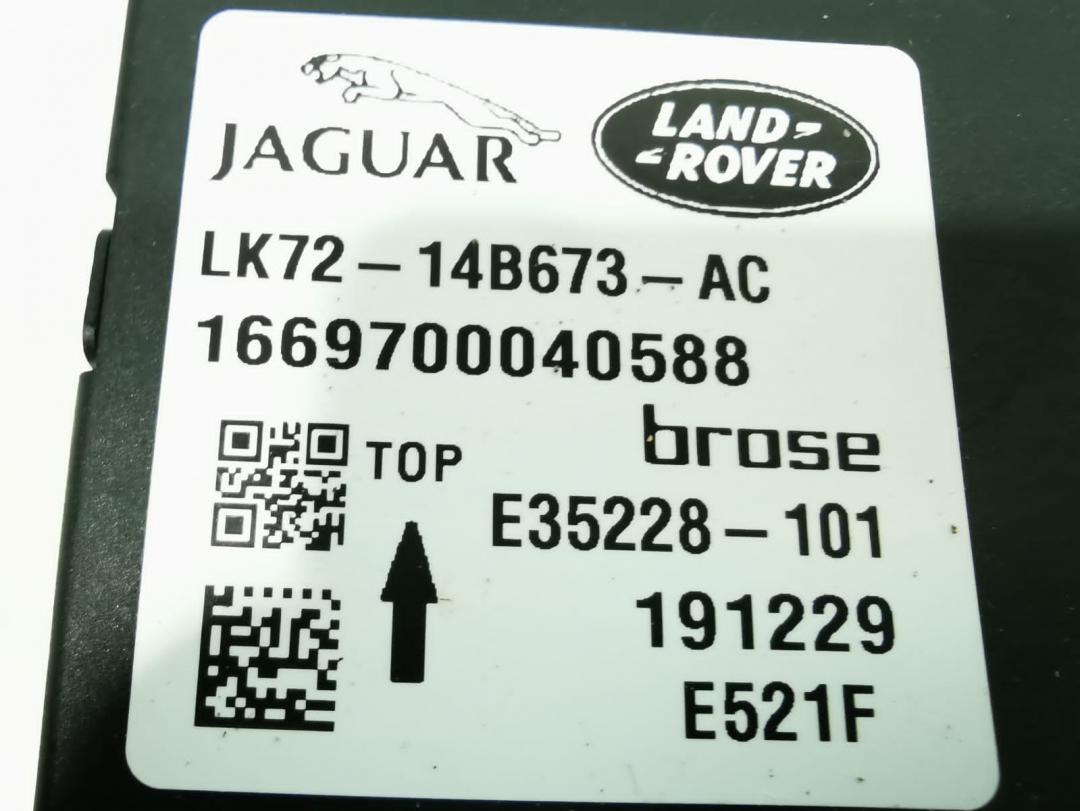 JAGUAR
LAND-
ROVER
LK72-14B673-AC
1669700040588
TOP
brose
E35228-101
191229
E521F